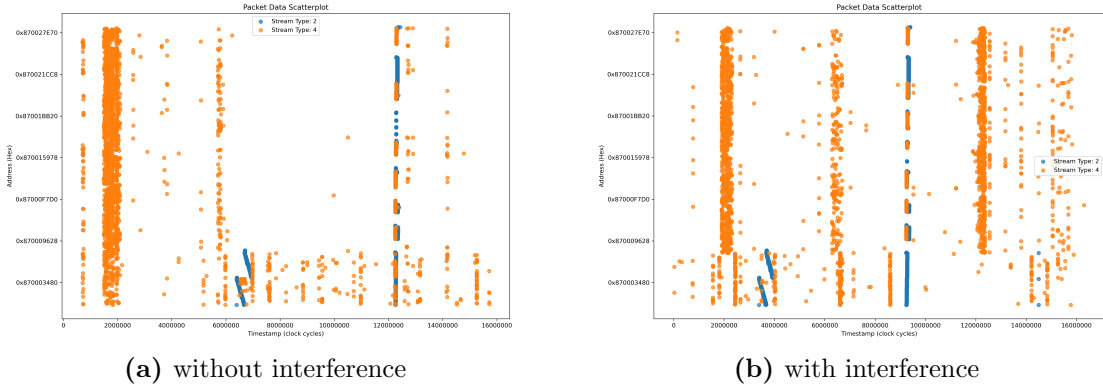 Packet Data Scatterplot
Stream Type: 2
Stream Type: 4
Address (Hex)
0x870027E70
0x870021CC8
0x87001BB20
0x870015978
0x87000F7D0
0x870009628
0x870003480
0 2000000 4000000 6000000 8000000 10000000 12000000 14000000 16000000
Timestamp (clock cycles)
(a) without interference
Packet Data Scatterplot
Stream Type: 2
Stream Type: 4
Address (Hex)
0x870027E70
0x870021CC8
0x87001BB20
0x870015978
0x87000F7D0
0x870009628
0x870003480
0 2000000 4000000 6000000 8000000 10000000 12000000 14000000 16000000
Timestamp (clock cycles)
(b) with interference